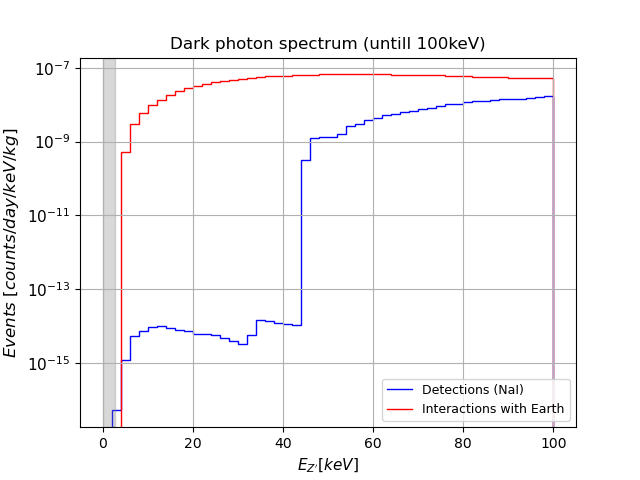 Dark photon spectrum (untill 100keV)
Events [counts/day/keV/kg]
10⁻⁷
10⁻⁹
10⁻¹¹
10⁻¹³
10⁻¹⁵
Detections (NaI)
Interactions with Earth
0 20 40 60 80 100
E_Z'[keV]